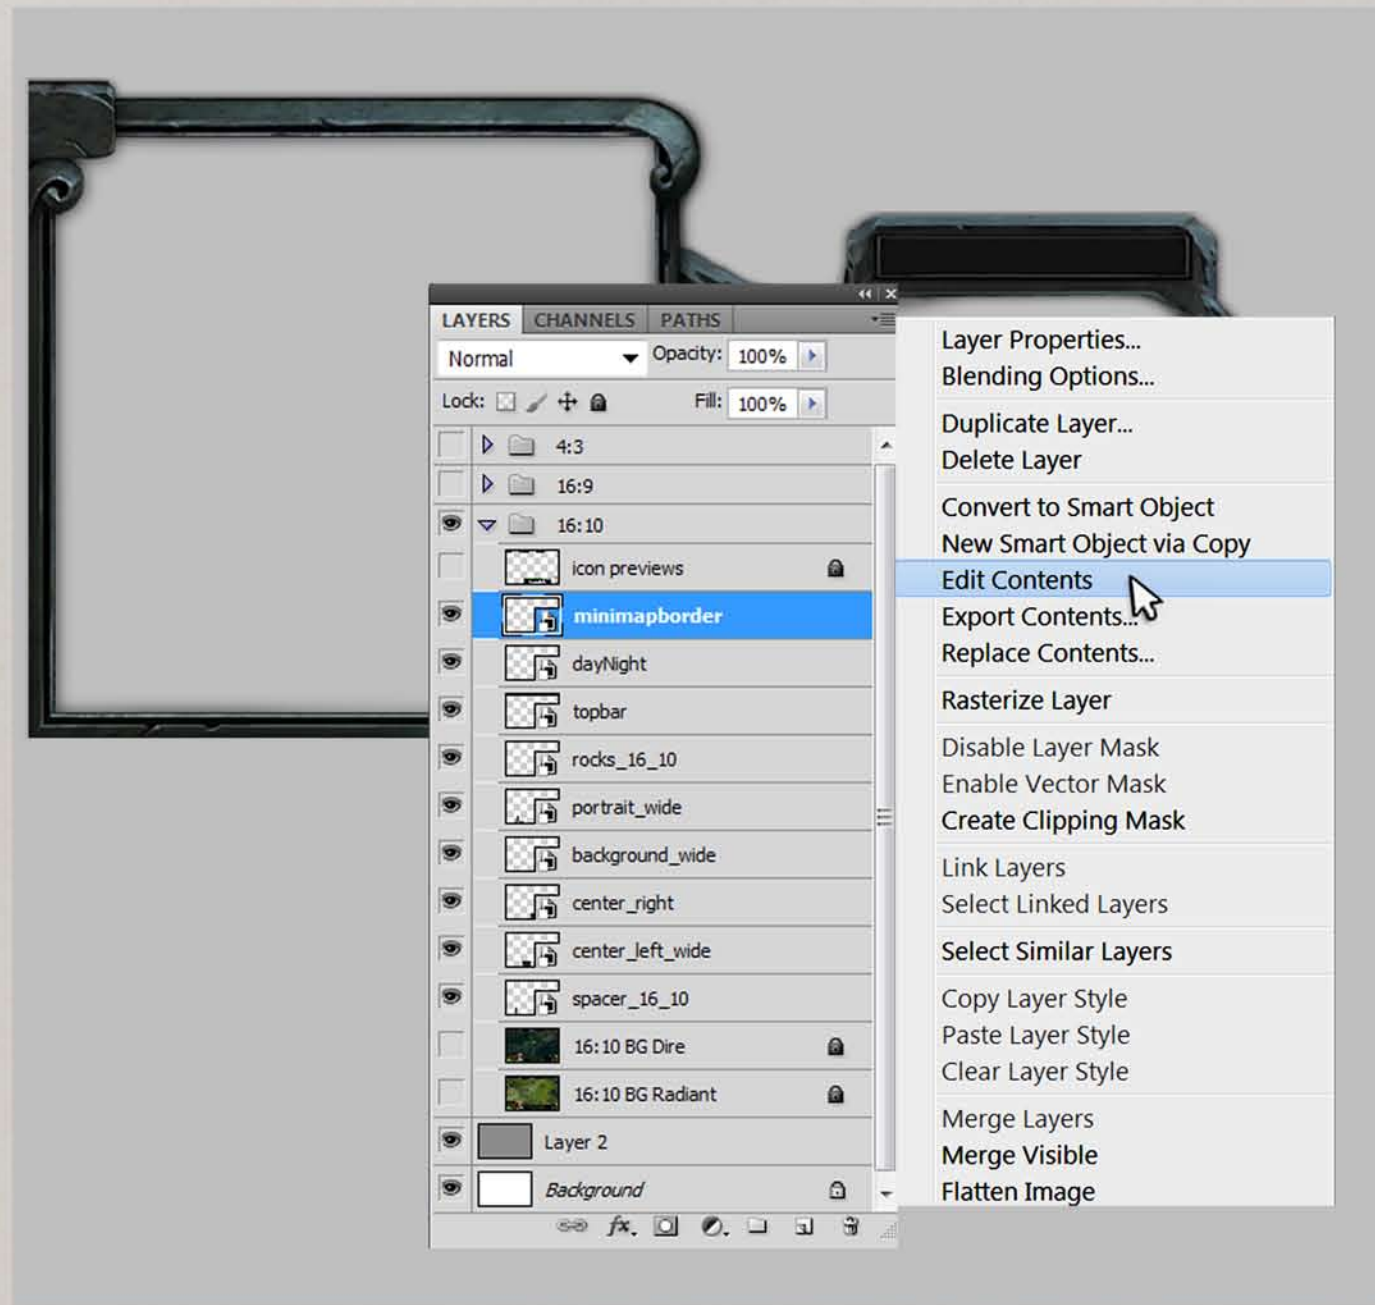 LAYERS CHANNELS PATHS
Normal Opacity: 100%
Lock: Fill: 100%
4:3
16:9
16:10
icon previews
minimapborder
dayNight
topbar
rocks_16_10
portrait_wide
background_wide
center_right
center_left_wide
spacer_16_10
16:10 BG Dire
16:10 BG Radiant
Layer 2
Background
fx.
Layer Properties...
Blending Options...
Duplicate Layer...
Delete Layer
Convert to Smart Object
New Smart Object via Copy
Edit Contents
Export Contents...
Replace Contents...
Rasterize Layer
Disable Layer Mask
Enable Vector Mask
Create Clipping Mask
Link Layers
Select Linked Layers
Select Similar Layers
Copy Layer Style
Paste Layer Style
Clear Layer Style
Merge Layers
Merge Visible
Flatten Image